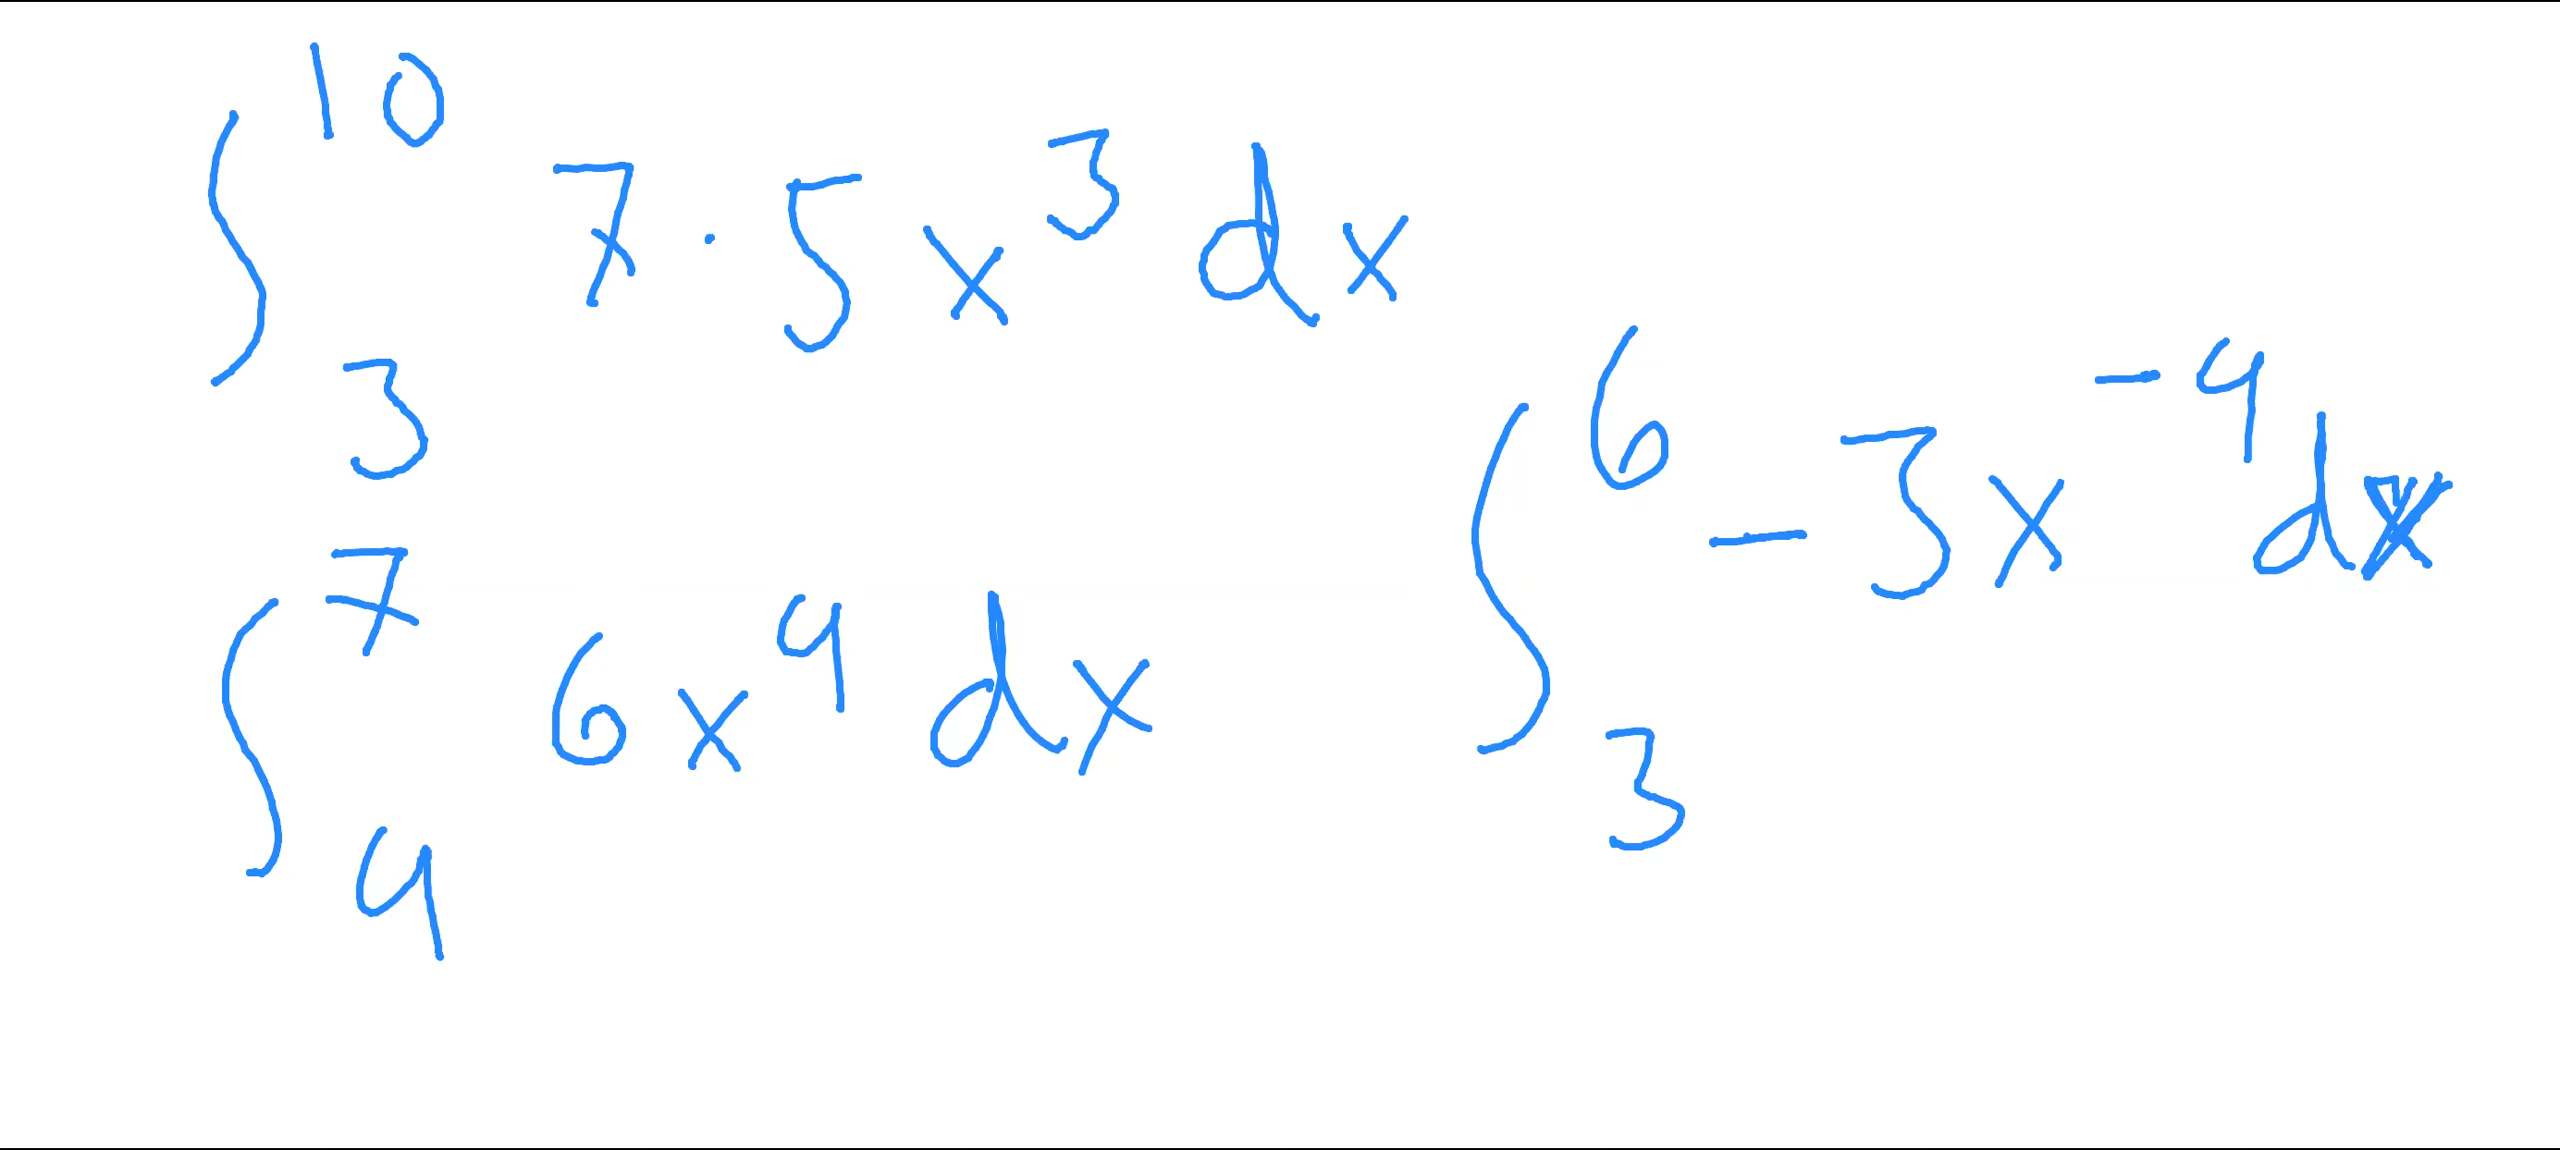 ∫₃¹⁰ 7·5x³ dx
∫₄⁷ 6x⁴ dx
∫₃⁶ -3x⁻⁴ dx